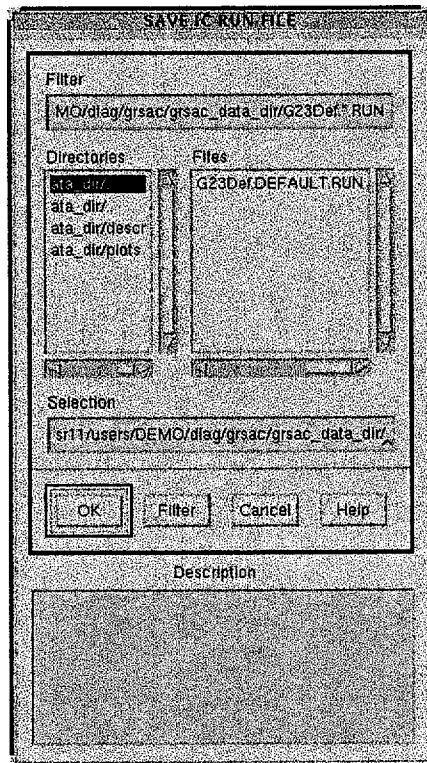 SAVE IC RUN FILE
Filter
MO/diag/grsac/grsac_data_dir/G23Def.*.RUN
Directories Files
ata_dir/. G23Def.DEFAULT.RUN
ata_dir/
ata_dir/descr
ata_dir/plots
Selection
sr11/users/DEMO/diag/grsac/grsac_data_dir/
OK Filter Cancel Help
Description